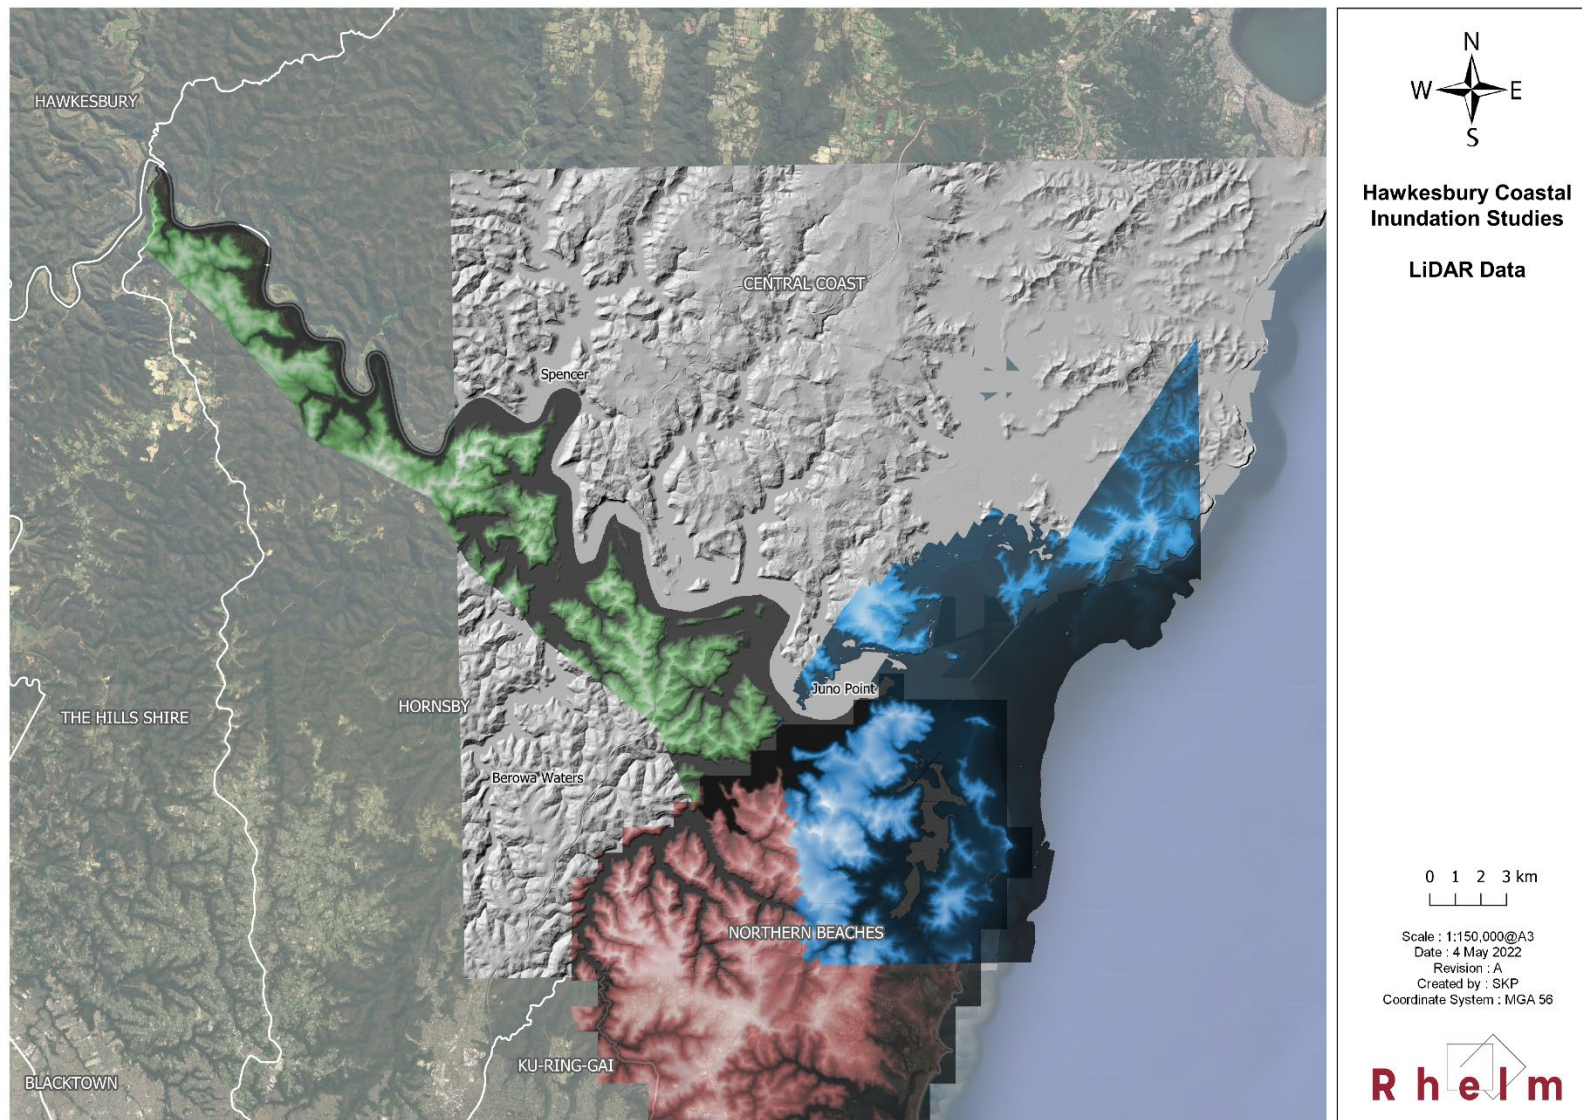 HAWKESBURY
CENTRAL COAST
Spencer
Juno Point
HORNSBY
THE HILLS SHIRE
Berowa Waters
NORTHERN BEACHES
KU-RING-GAI
BLACKTOWN
N
W E
S
Hawkesbury Coastal
Inundation Studies
LiDAR Data
0 1 2 3 km
Scale : 1:150,000@A3
Date : 4 May 2022
Revision : A
Created by : SKP
Coordinate System : MGA 56
Rhelm